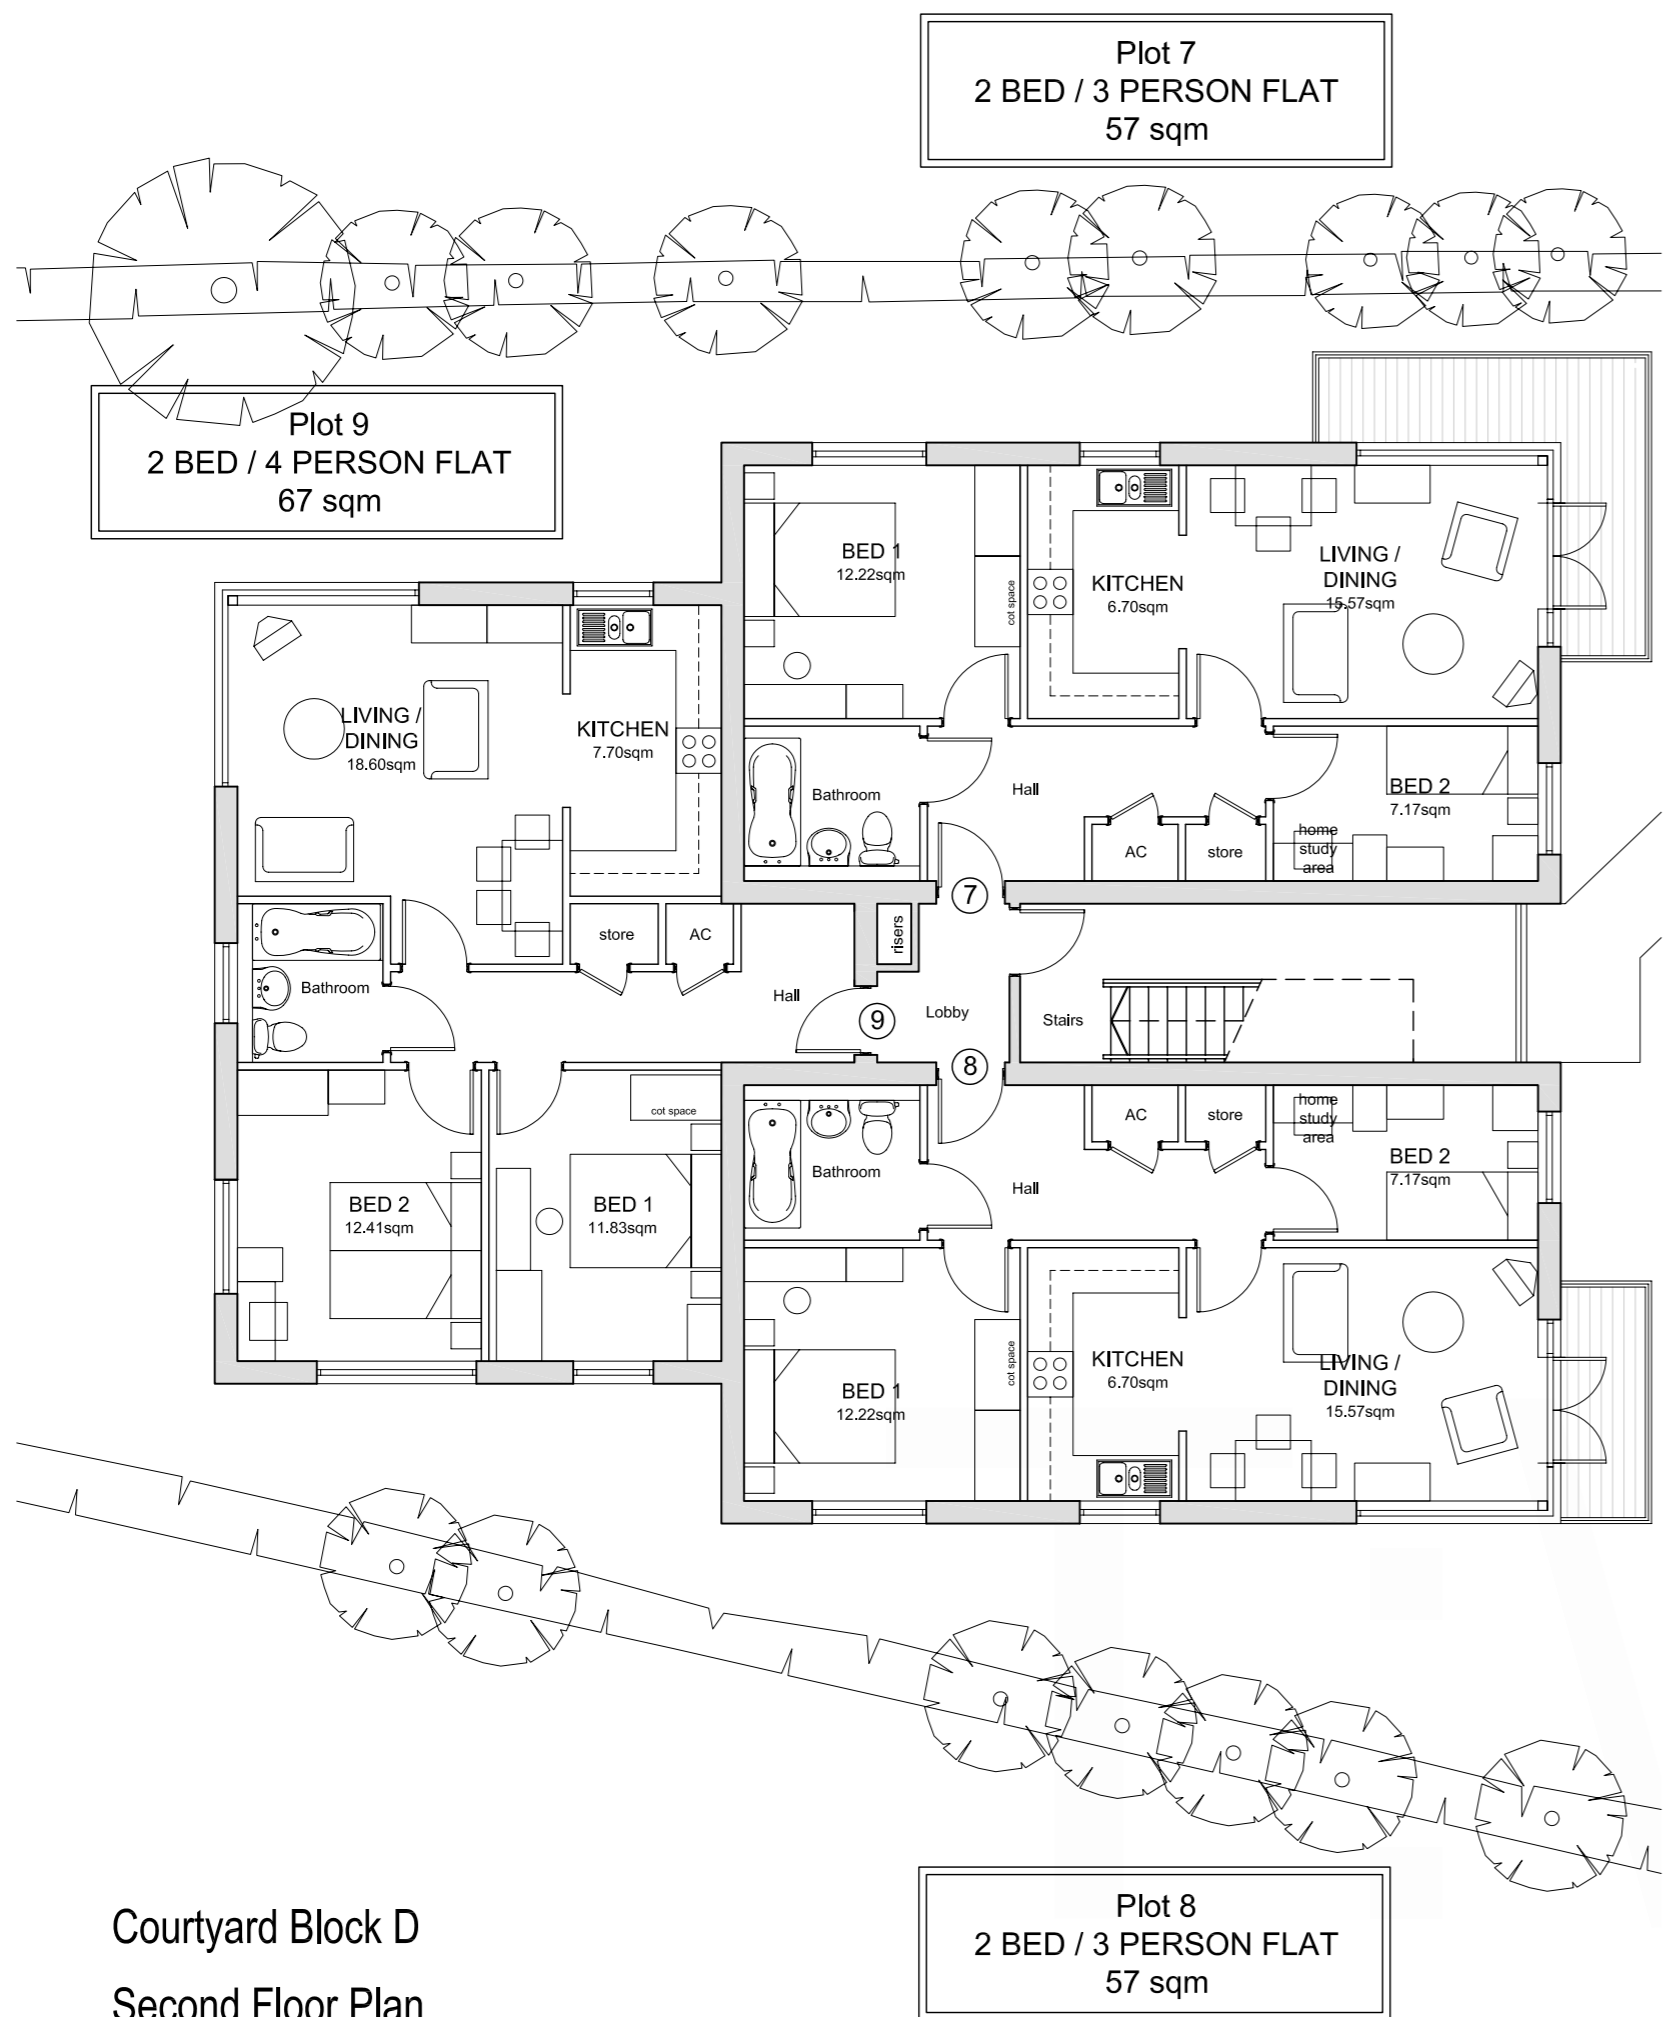 Plot 7
2 BED / 3 PERSON FLAT
57 sqm
Plot 9
2 BED / 4 PERSON FLAT
67 sqm
BED 1
12.22sqm
cot space
KITCHEN
6.70sqm
LIVING /
DINING
15.57sqm
LIVING /
DINING
18.60sqm
KITCHEN
7.70sqm
Bathroom
Hall
BED 2
7.17sqm
home
study
area
AC
store
7
risers
store
AC
Bathroom
Hall
9
Lobby
Stairs
8
cot space
BED 2
12.41sqm
BED 1
11.83sqm
AC
store
home
study
area
Bathroom
Hall
BED 2
7.17sqm
BED 1
12.22sqm
cot space
KITCHEN
6.70sqm
LIVING /
DINING
15.57sqm
Plot 8
2 BED / 3 PERSON FLAT
57 sqm
Courtyard Block D
Second Floor Plan